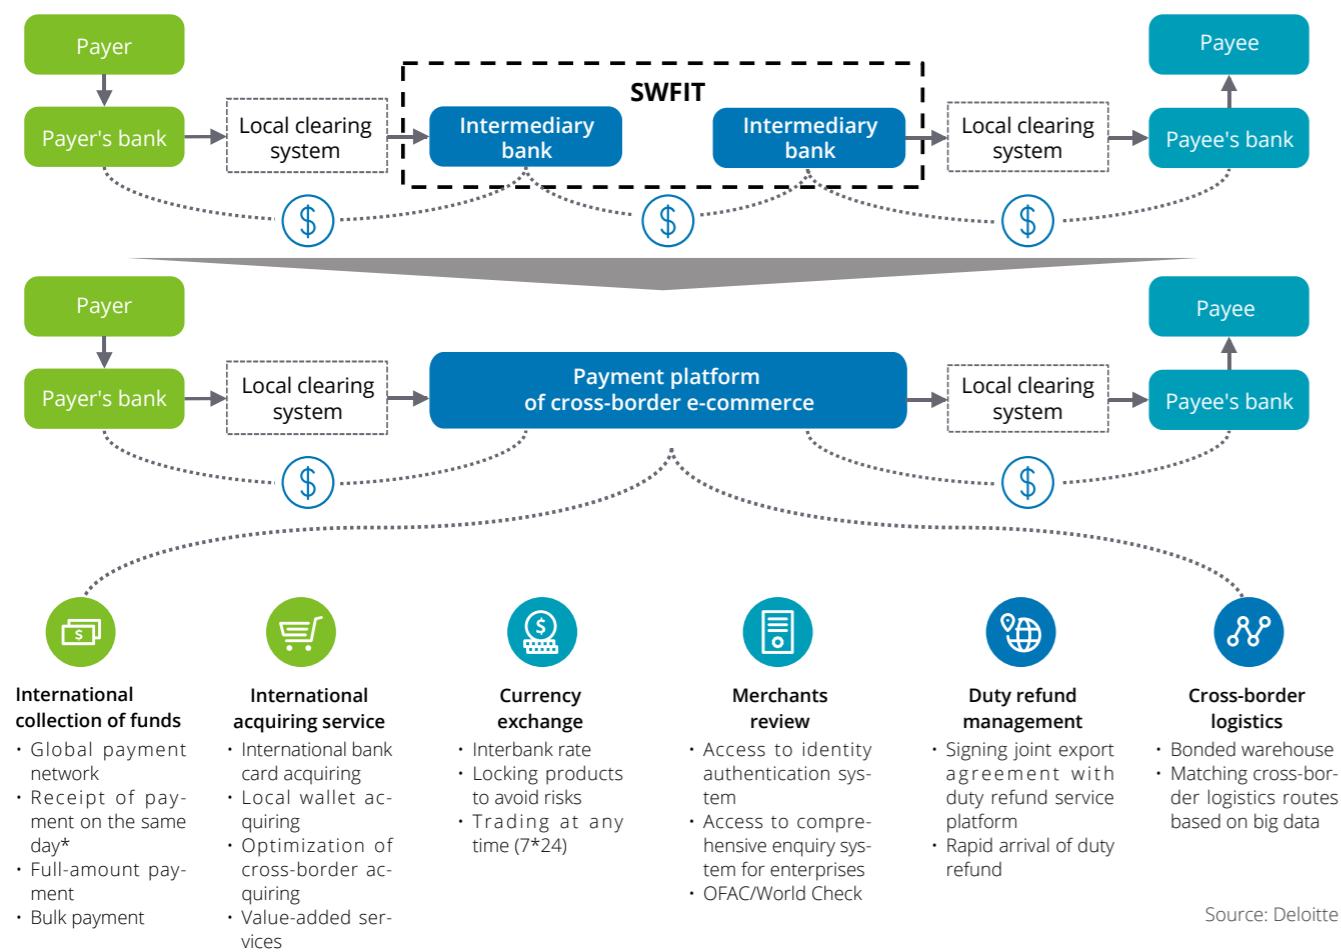 Payer
Payee
SWFIT
Payer's bank
Local clearing
system
Intermediary
bank
Intermediary
bank
Local clearing
system
Payee's bank
$
$
$
Payer
Payee
Payer's bank
Local clearing
system
Payment platform
of cross-border e-commerce
Local clearing
system
Payee's bank
$
$
$
$
International
collection of funds
• Global payment
network
• Receipt of pay-
ment on the same
day*
• Full-amount pay-
ment
• Bulk payment
International
acquiring service
• International bank
card acquiring
• Local wallet ac-
quiring
• Optimization of
cross-border ac-
quiring
• Value-added ser-
vices
Currency
exchange
• Interbank rate
• Locking products
to avoid risks
• Trading at any
time (7*24)
Merchants
review
• Access to identity
authentication sys-
tem
• Access to compre-
hensive enquiry sys-
tem for enterprises
• OFAC/World Check
Duty refund
management
• Signing joint export
agreement with
duty refund service
platform
• Rapid arrival of duty
refund
Cross-border
logistics
• Bonded warehouse
• Matching cross-bor-
der logistics routes
based on big data
Source: Deloitte